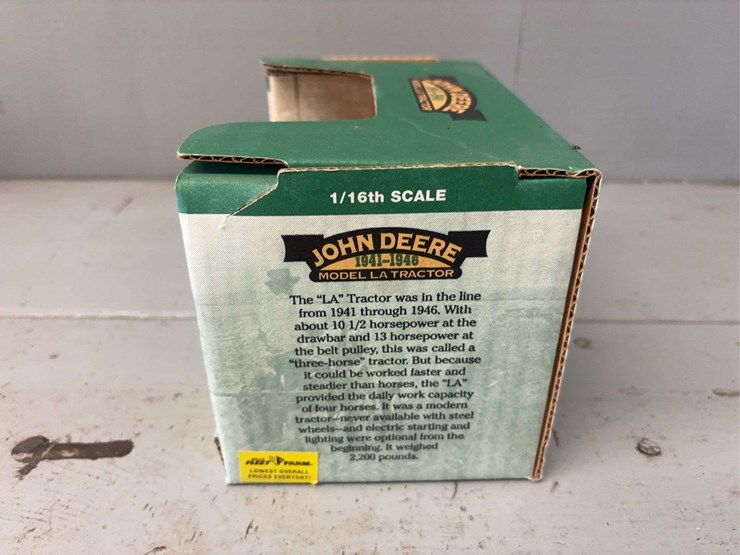 1/16th SCALE
JOHN DEERE
1941-1946
MODEL LA TRACTOR
The "LA" Tractor was in the line
from 1941 through 1946. With
about 10 1/2 horsepower at the
drawbar and 13 horsepower at
the belt pulley, this was called a
"three-horse" tractor. But because
it could be worked faster and
steadier than horses, the "LA"
provided the daily work capacity
of four horses. It was a modern
tractor--never available with steel
wheels--and electric starting and
lighting were optional from the
beginning. It weighed
2,200 pounds.
FLEET FARM
LOWEST OVERALL
PRICES EVERYDAY!